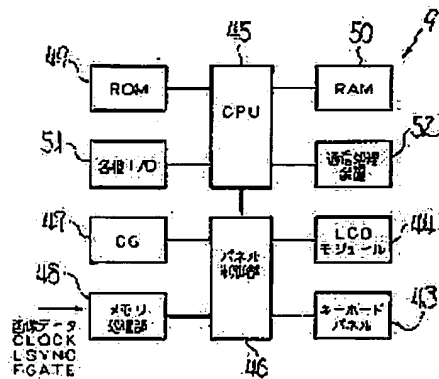 45
50
9
49
ROM
CPU
RAM
51
各種 I/O
52
通信処理
装置
47
CG
パネル
制御部
LCD
モジュール
44
48
メモリ
処理部
キーボード
パネル
43
画像データ
CLOCK
LSYNC
FGATE
46